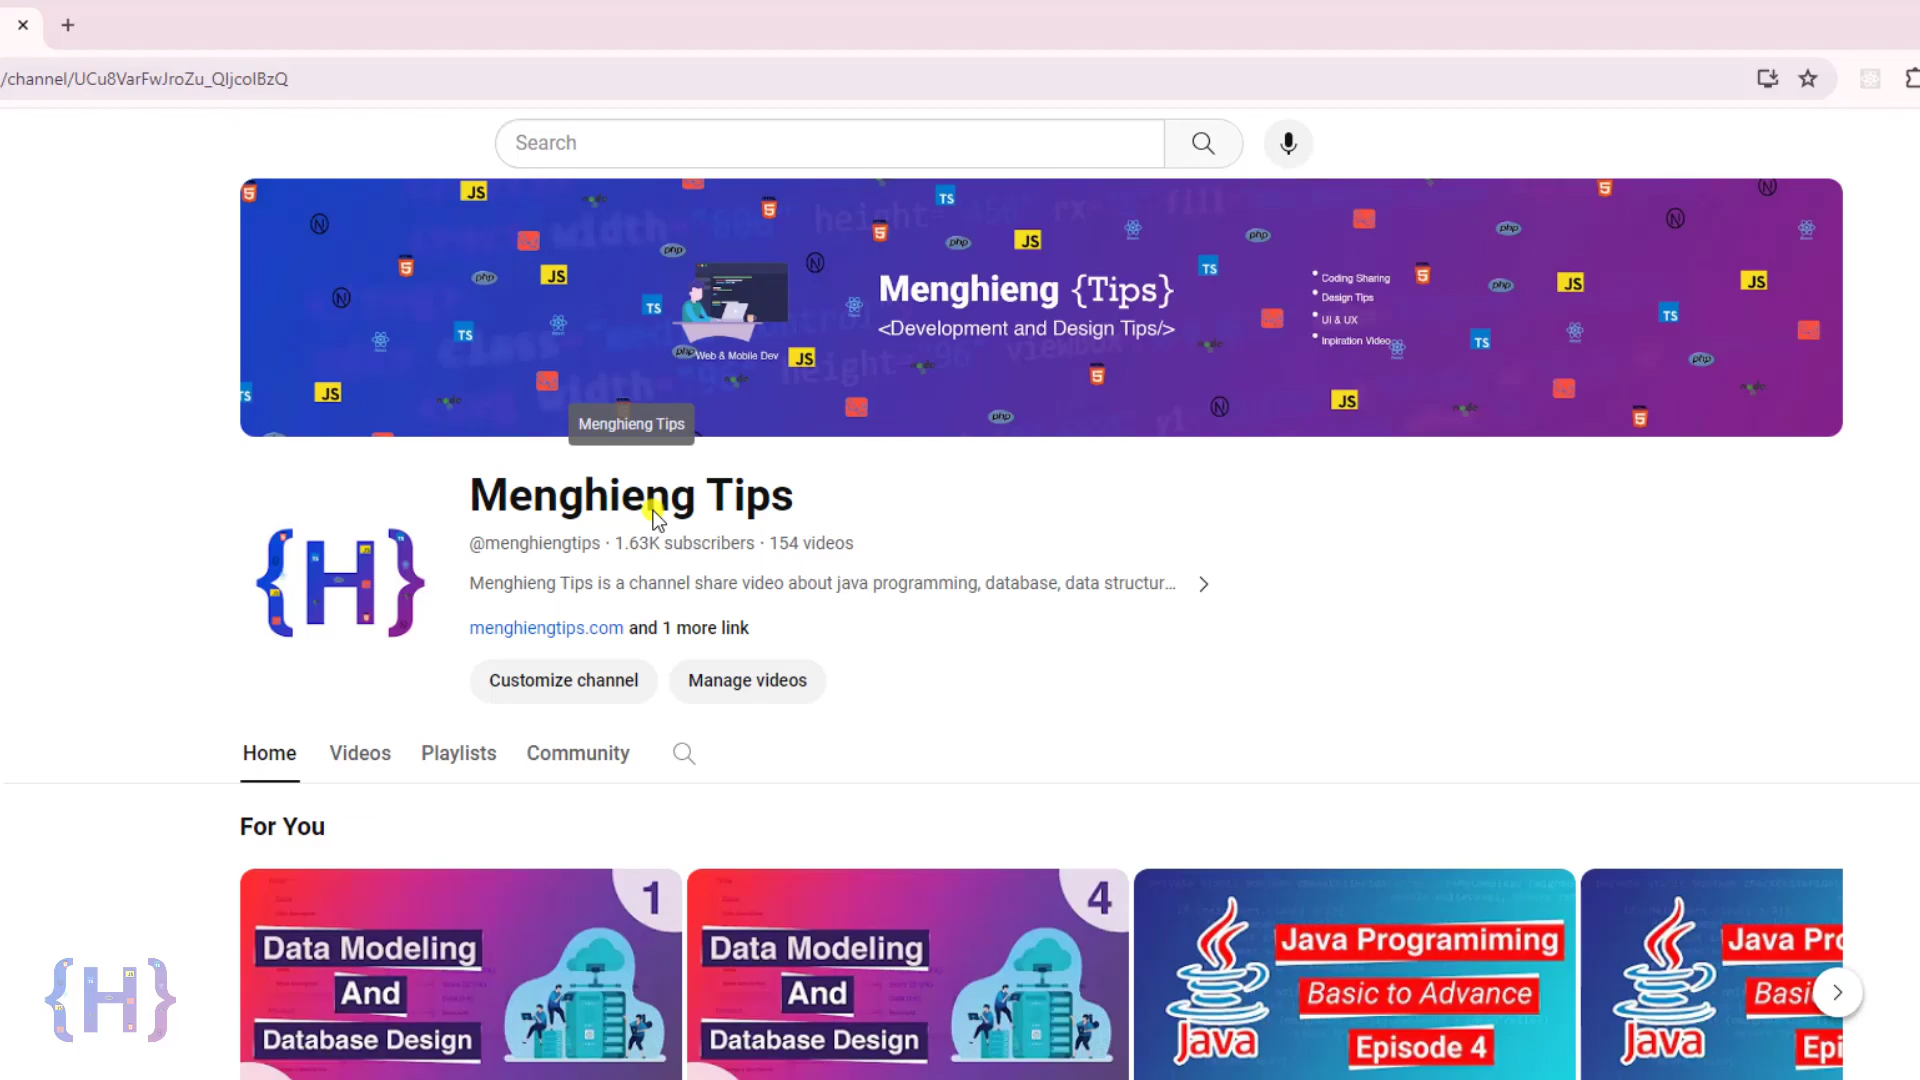 /channel/UCu8VarFwJroZu_QIjcoIBzQ
Search
Menghieng {Tips}
<Development and Design Tips/>
Web & Mobile Dev
• Coding Sharing
• Design Tips
• UI & UX
• Inpiration Video
Menghieng Tips
Menghieng Tips
@menghiengtips · 1.63K subscribers · 154 videos
Menghieng Tips is a channel share video about java programming, database, data structur...
menghiengtips.com and 1 more link
Customize channel
Manage videos
Home
Videos
Playlists
Community
For You
1
Data Modeling
And
Database Design
4
Data Modeling
And
Database Design
Java Programiming
Basic to Advance
Episode 4
Java
Java Pro
Basi
Epi
Java
{H}